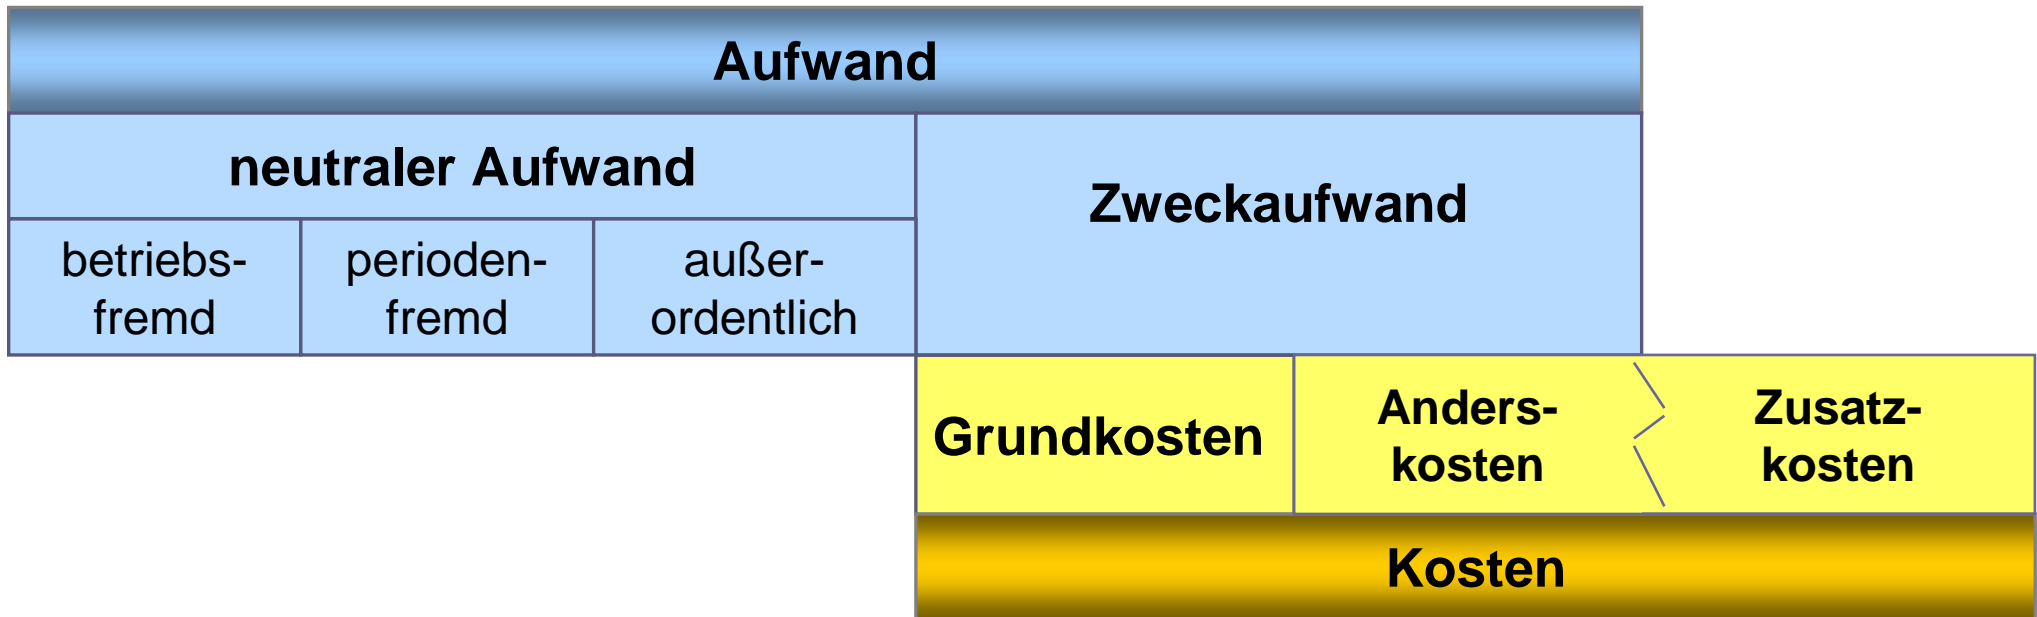 Aufwand
neutraler Aufwand
Zweckaufwand
betriebs-
fremd
perioden-
fremd
außer-
ordentlich
Grundkosten
Anders-
kosten
Zusatz-
kosten
Kosten